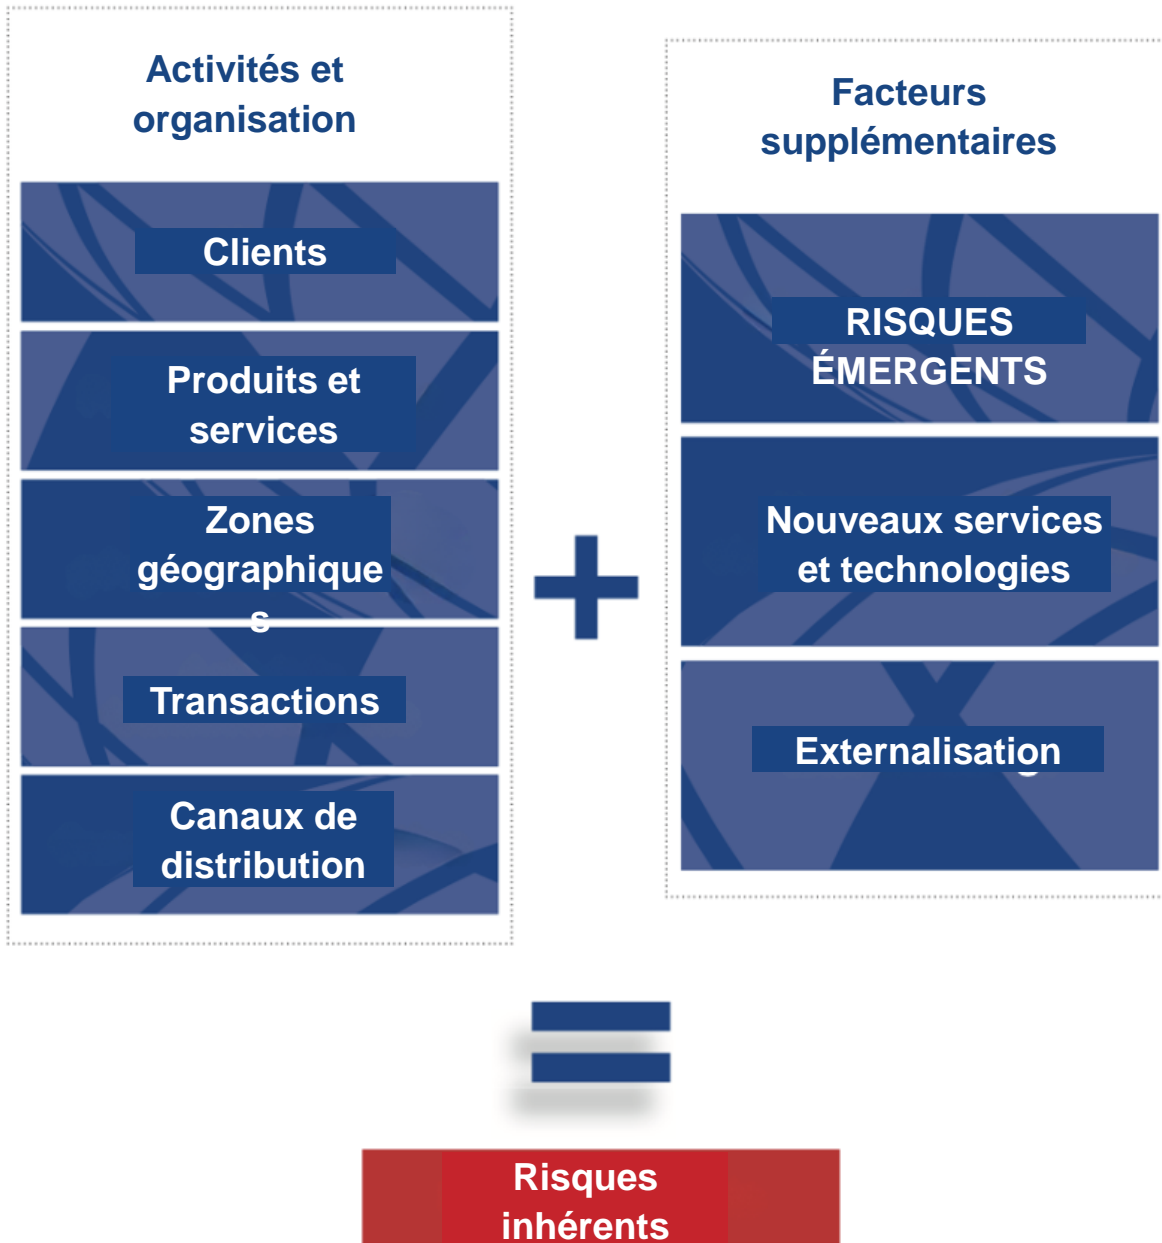 Activités et
organisation
Clients
Produits et
services
Zones
géographique
s
Transactions
Canaux de
distribution
+
Facteurs
supplémentaires
RISQUES
ÉMERGENTS
Nouveaux services
et technologies
Externalisation
=
Risques
inhérents